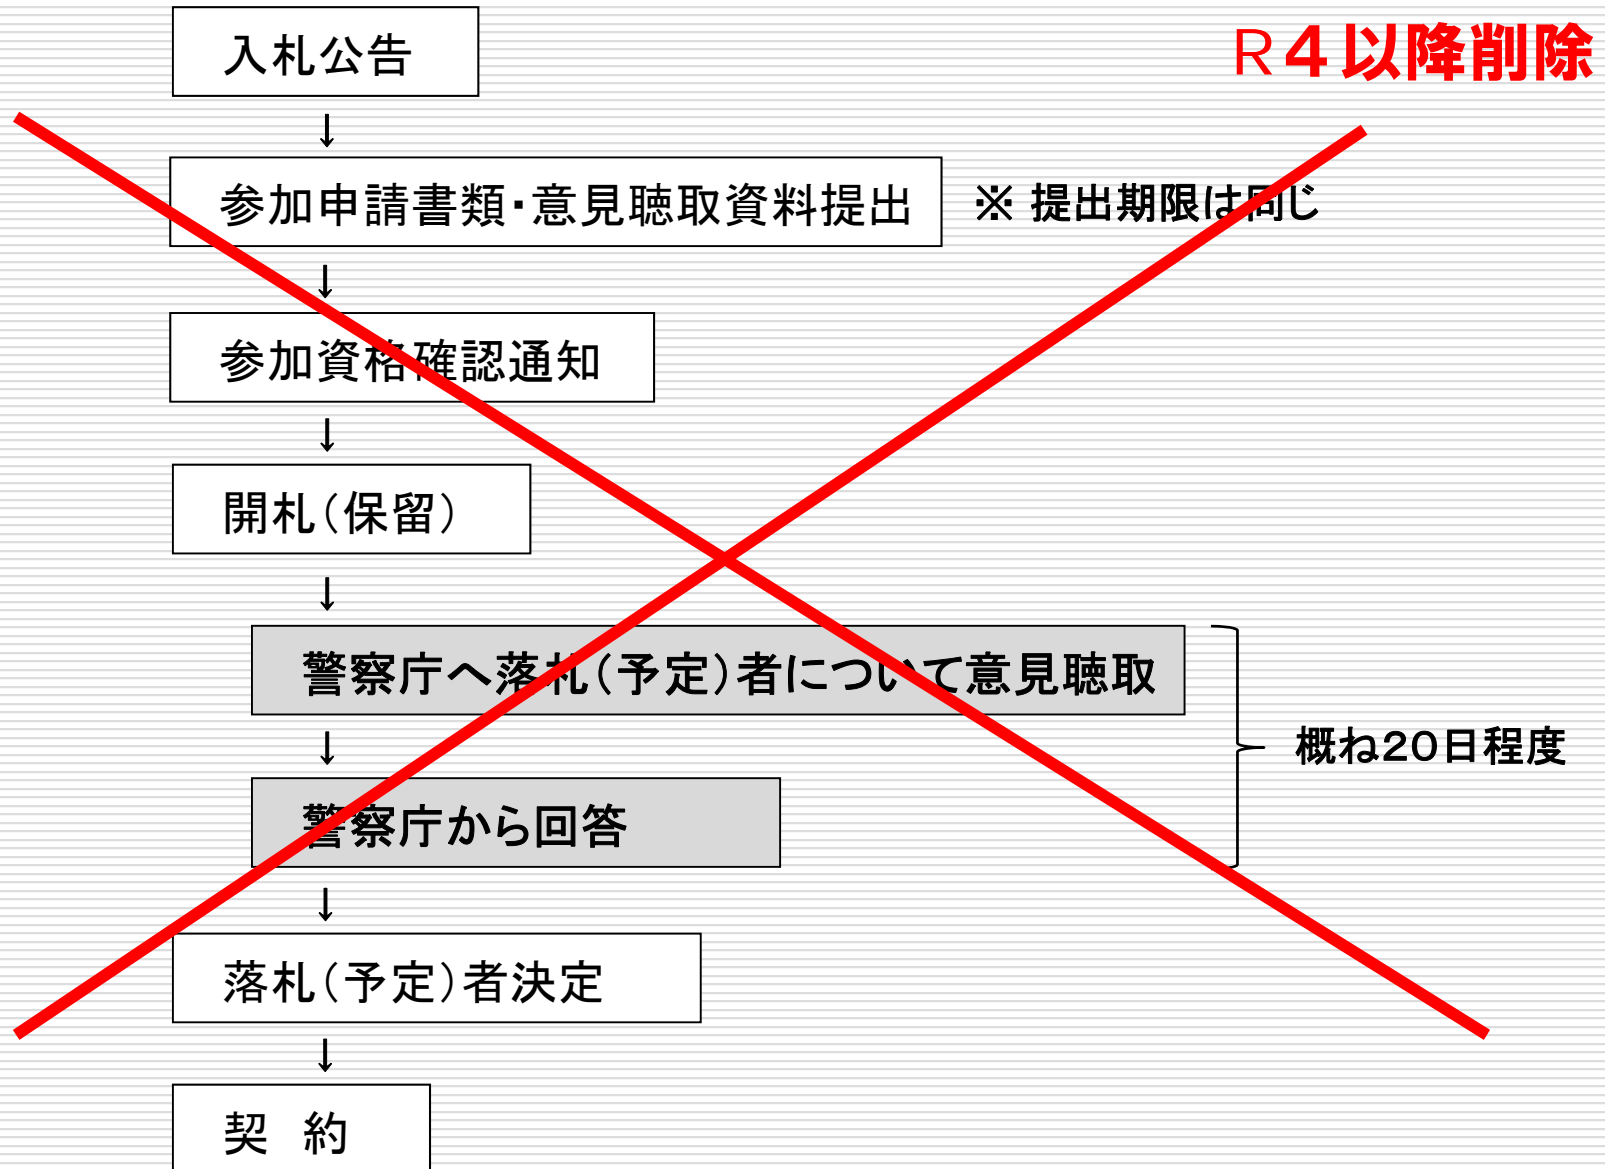 R4以降削除
入札公告
↓
参加申請書類・意見聴取資料提出 ※ 提出期限は同じ
↓
参加資格確認通知
↓
開札(保留)
↓
警察庁へ落札(予定)者について意見聴取
↓
概ね20日程度
警察庁から回答
↓
落札(予定)者決定
↓
契　約